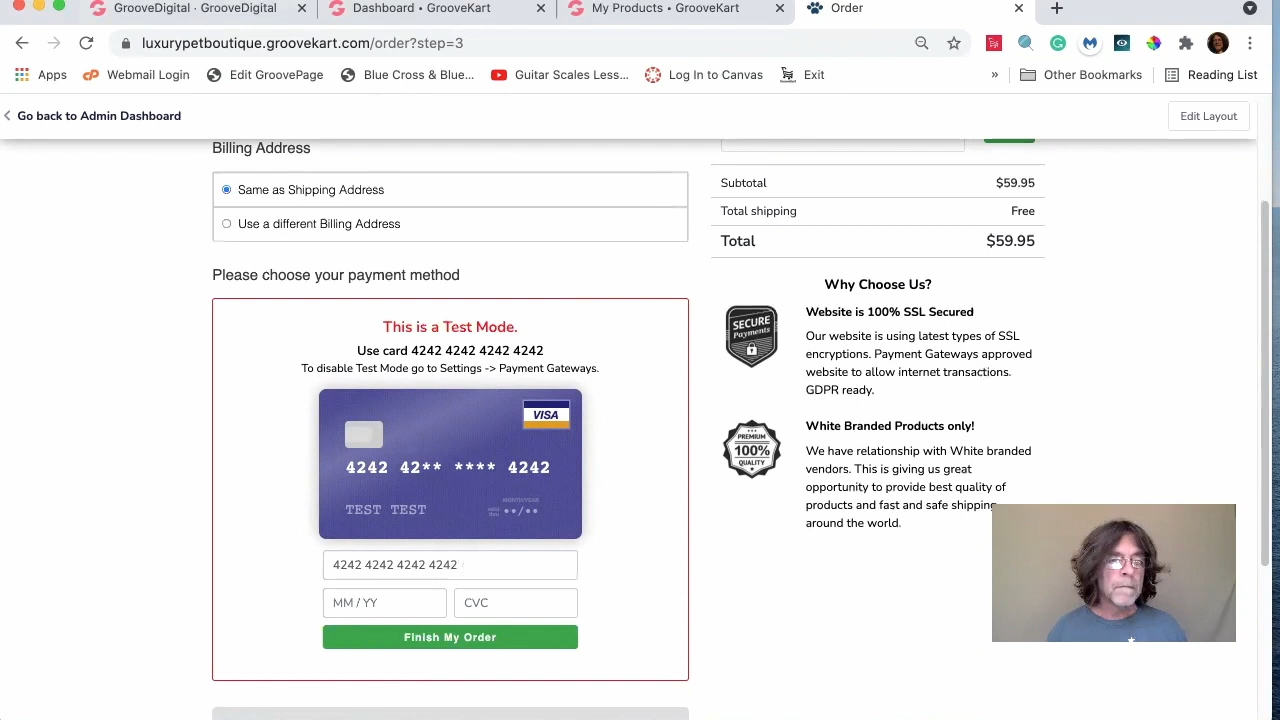 GrooveDigital · GrooveDigital
Dashboard • GrooveKart
My Products • GrooveKart
Order
luxurypetboutique.groovekart.com/order?step=3
Apps
Webmail Login
Edit GroovePage
Blue Cross & Blue...
Guitar Scales Less...
Log In to Canvas
Exit
»
Other Bookmarks
Reading List
Go back to Admin Dashboard
Edit Layout
Billing Address
Same as Shipping Address
Use a different Billing Address
Please choose your payment method
This is a Test Mode.
Use card 4242 4242 4242 4242
To disable Test Mode go to Settings -> Payment Gateways.
VISA
4242 42** **** 4242
MONTH/YEAR
TEST TEST
valid
thru
••/••
4242 4242 4242 4242
MM / YY
CVC
Finish My Order
Subtotal
$59.95
Total shipping
Free
Total
$59.95
Why Choose Us?
SECURE
Payments
Website is 100% SSL Secured
Our website is using latest types of SSL
encryptions. Payment Gateways approved
website to allow internet transactions.
GDPR ready.
PREMIUM
100%
QUALITY
White Branded Products only!
We have relationship with White branded
vendors. This is giving us great
opportunity to provide best quality of
products and fast and safe shipping
around the world.